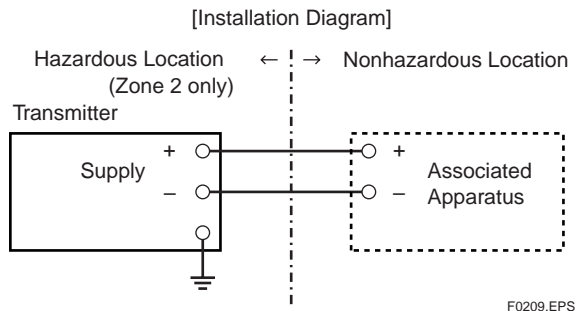 [Installation Diagram]
Hazardous Location ← → Nonhazardous Location
(Zone 2 only)
Transmitter
Supply
+
–
+
–
Associated
Apparatus
F0209.EPS